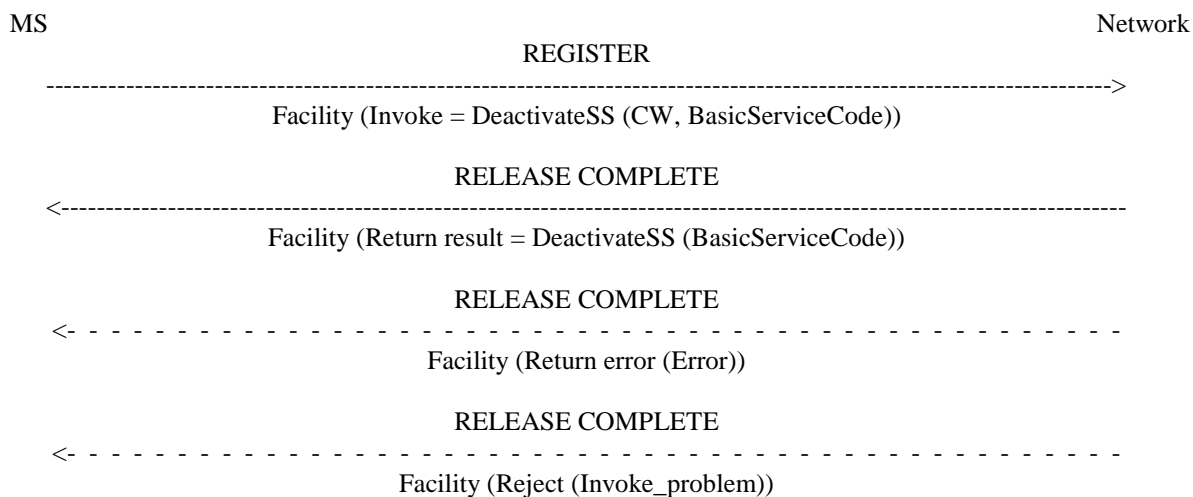 MS Network
REGISTER
Facility (Invoke = DeactivateSS (CW, BasicServiceCode))
RELEASE COMPLETE
Facility (Return result = DeactivateSS (BasicServiceCode))
RELEASE COMPLETE
Facility (Return error (Error))
RELEASE COMPLETE
Facility (Reject (Invoke_problem))